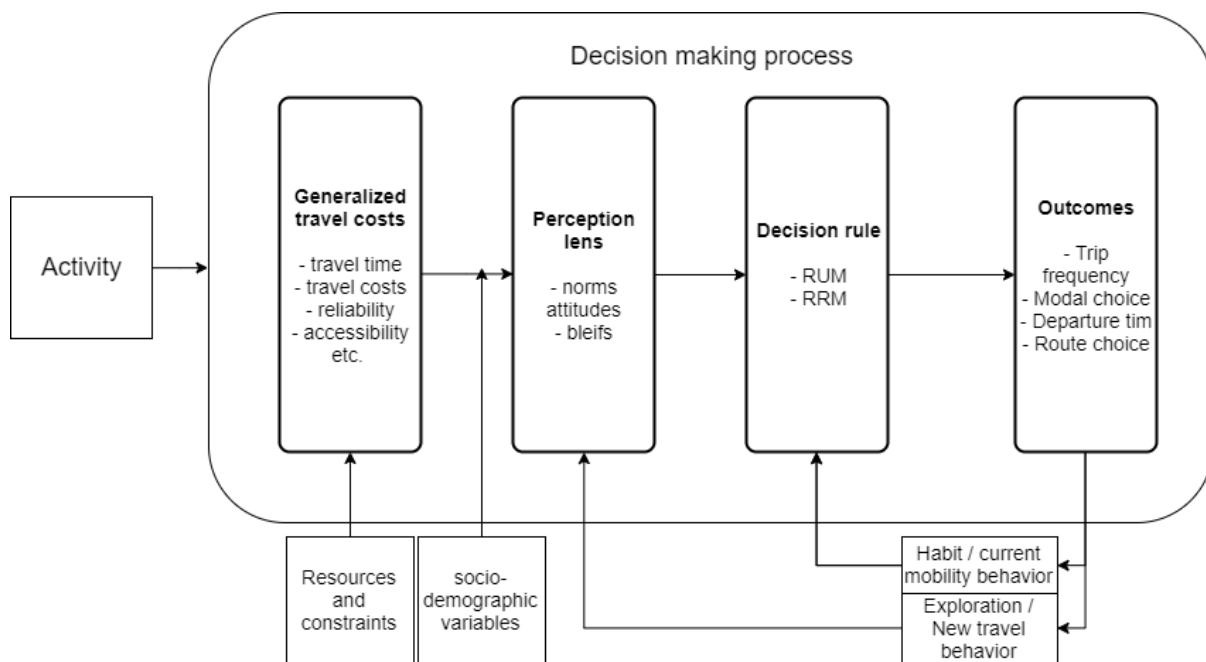 Decision making process
Activity
Generalized
travel costs
- travel time
- travel costs
- reliability
- accessibility
etc.
Perception
lens
- norms
attitudes
- bleifs
Decision rule
- RUM
- RRM
Outcomes
- Trip
frequency
- Modal choice
- Departure tim
- Route choice
Resources
and
constraints
socio-
demographic
variables
Habit / current
mobility behavior
Exploration /
New travel
behavior